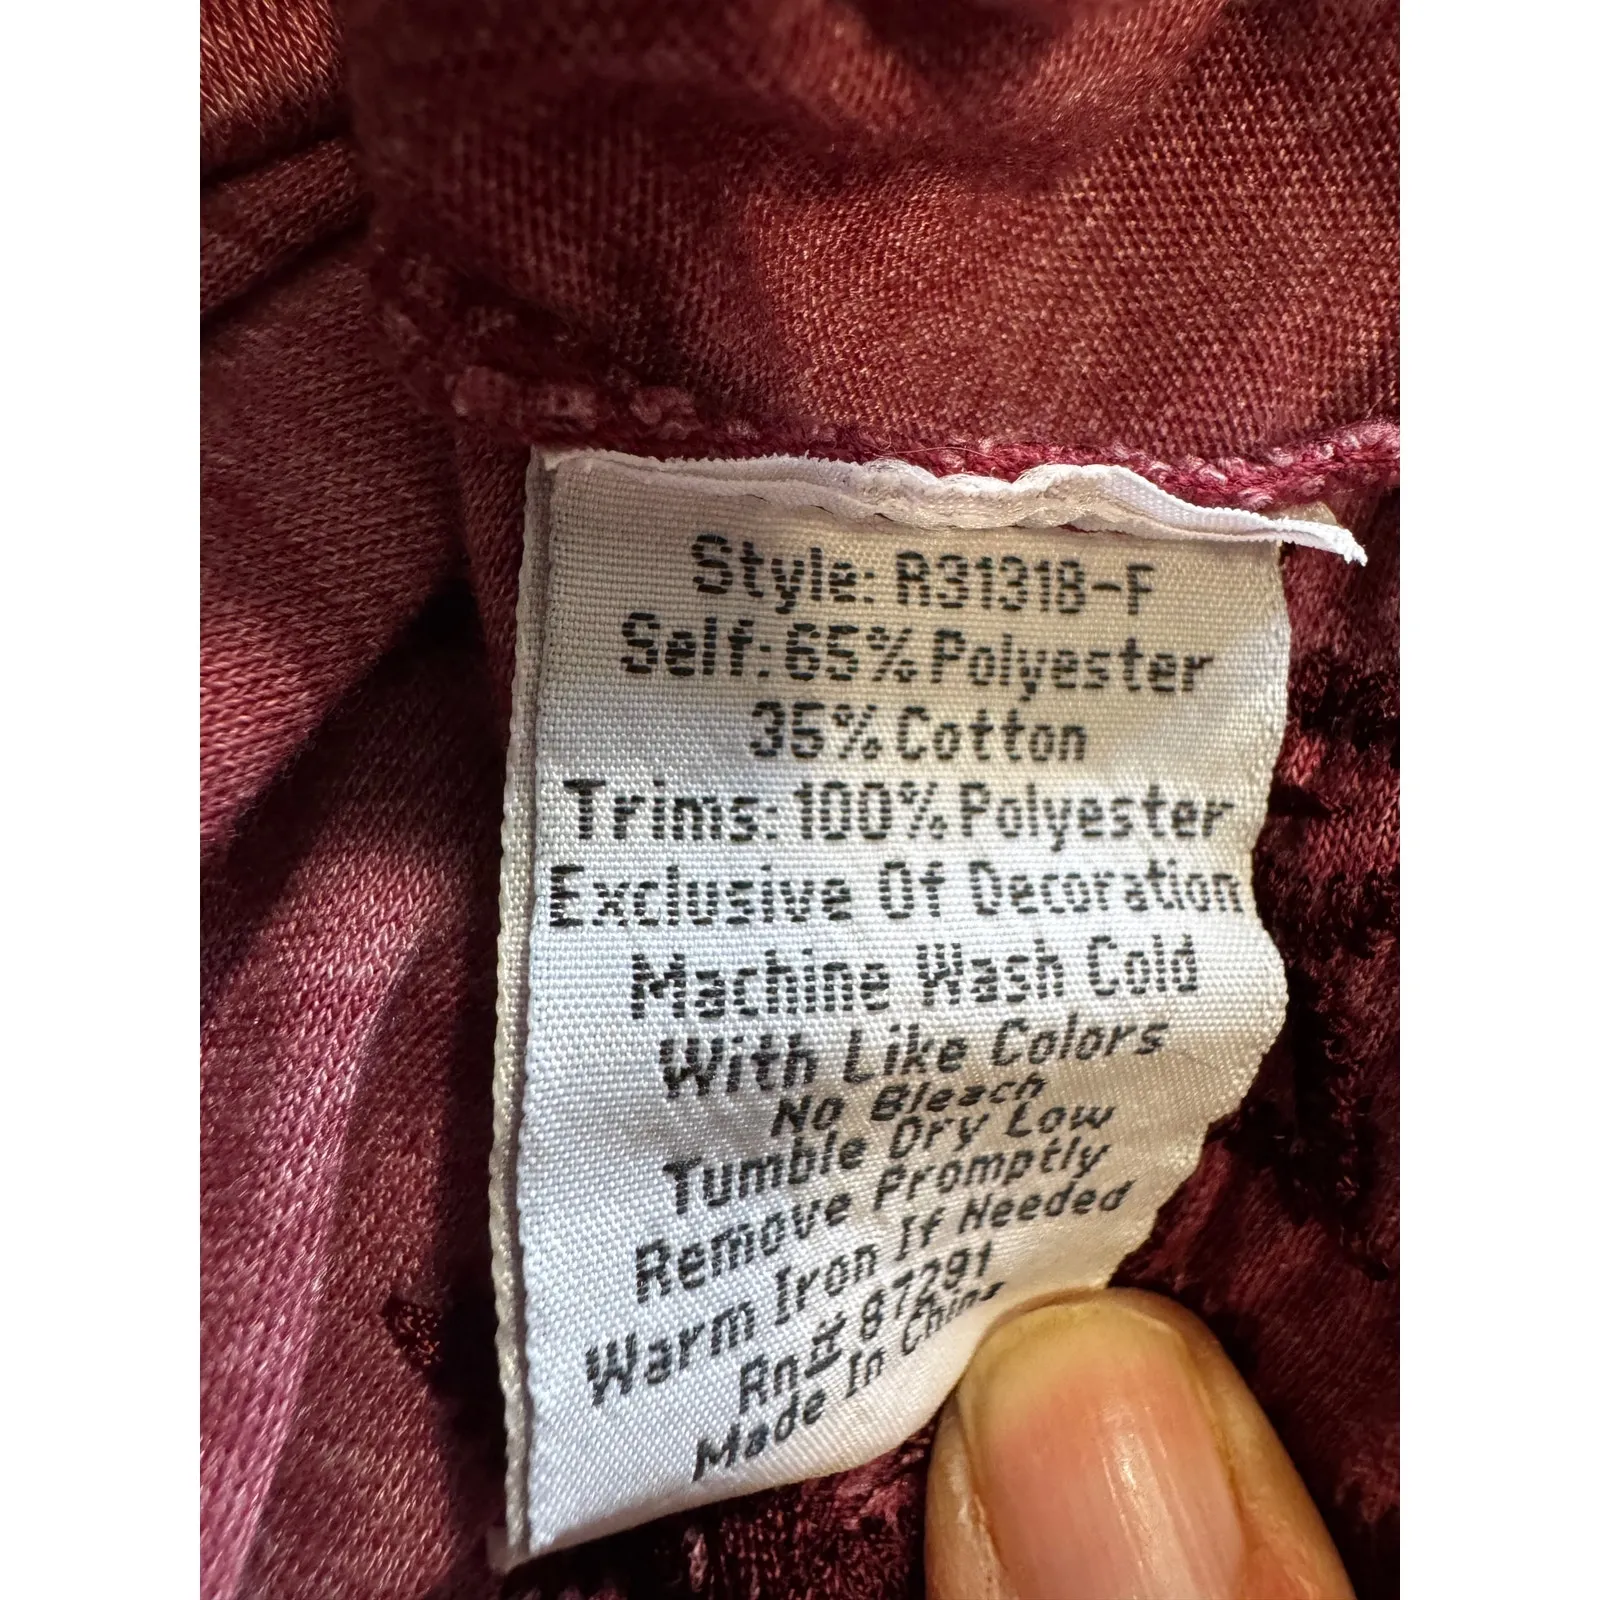 Style: R31318-F
Self: 65% Polyester
35% Cotton
Trims: 100% Polyester
Exclusive Of Decoration
Machine Wash Cold
With Like Colors
No Bleach
Tumble Dry Low
Remove Promptly
Warm Iron If Needed
Rn# 87291
Made In China